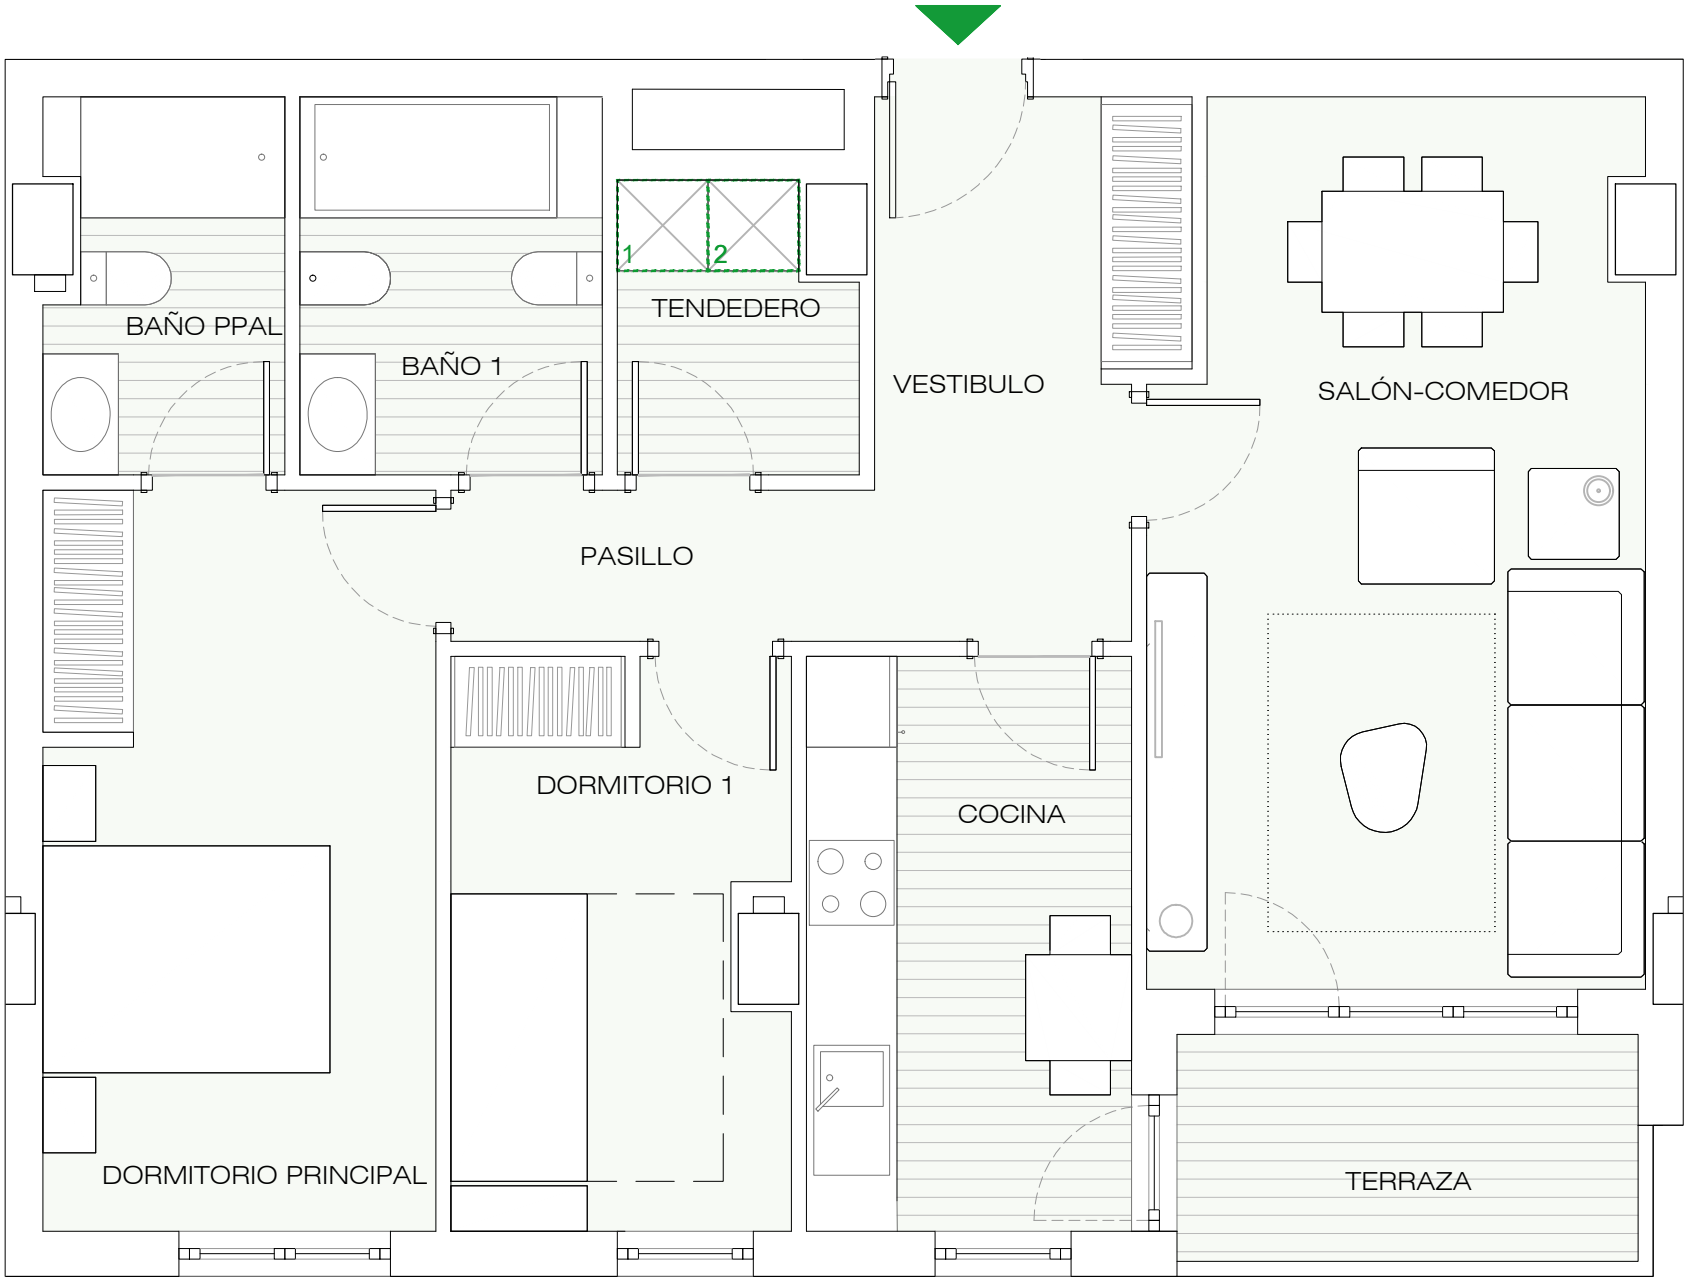 1
2
TENDEDERO
BAÑO PPAL
BAÑO 1
VESTIBULO
SALÓN-COMEDOR
PASILLO
DORMITORIO 1
COCINA
DORMITORIO PRINCIPAL
TERRAZA